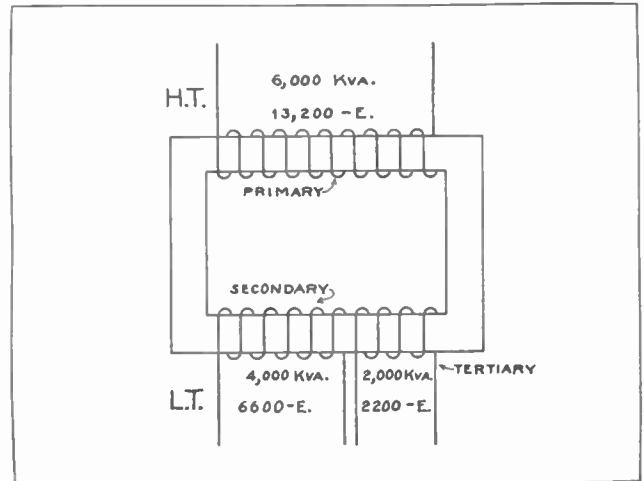 6,000 KVA.
H.T.
13,200-E.
PRIMARY
SECONDARY
4,000 KVA. 2,000 KVA. TERTIARY
L.T. 6600-E. 2200-E.